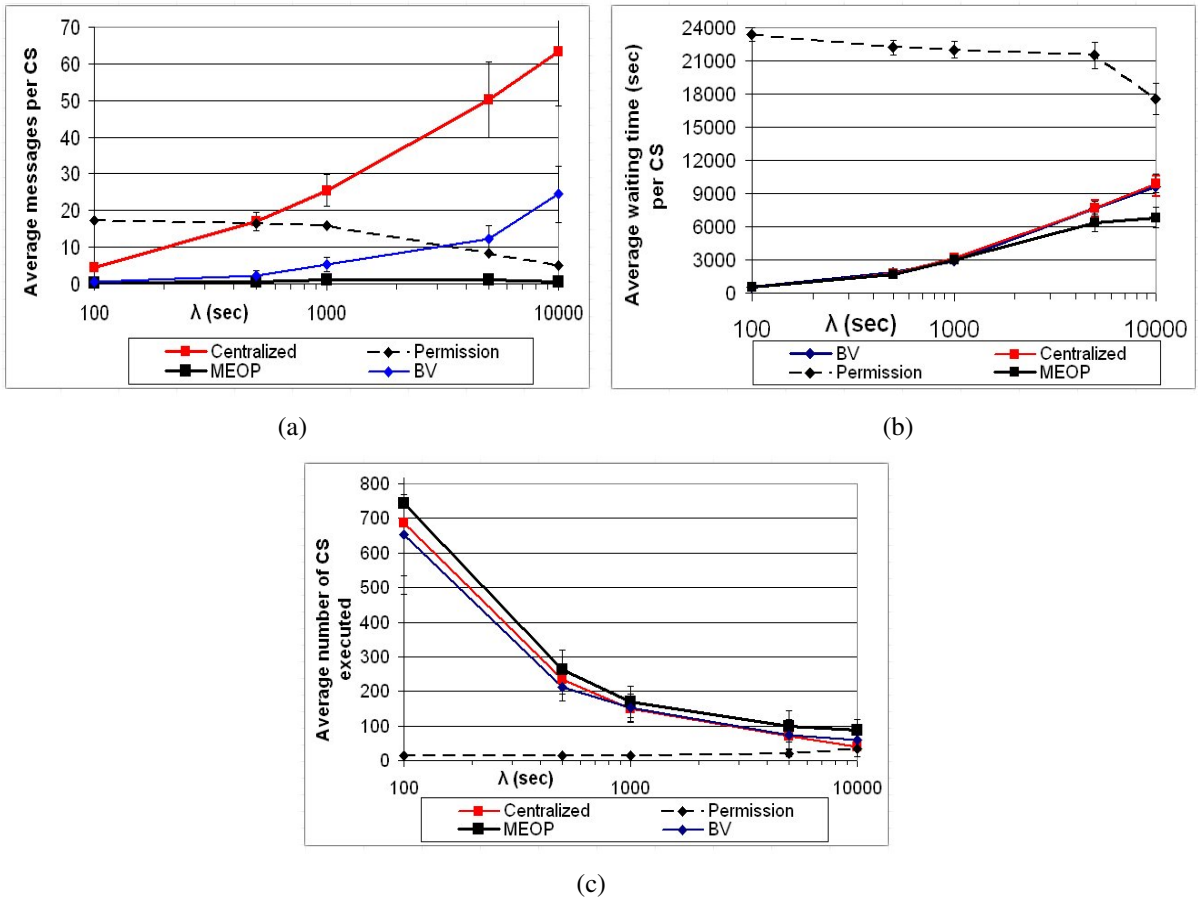 Average messages per CS
70
60
50
40
30
20
10
0
100 1000 10000
λ (sec)
Centralized Permission
MEOP BV
(a)
Average waiting time (sec)
per CS
24000
21000
18000
15000
12000
9000
6000
3000
0
100 1000 10000
λ (sec)
BV Centralized
Permission MEOP
(b)
Average number of CS
executed
800
700
600
500
400
300
200
100
0
100 1000 10000
λ (sec)
Centralized Permission
MEOP BV
(c)